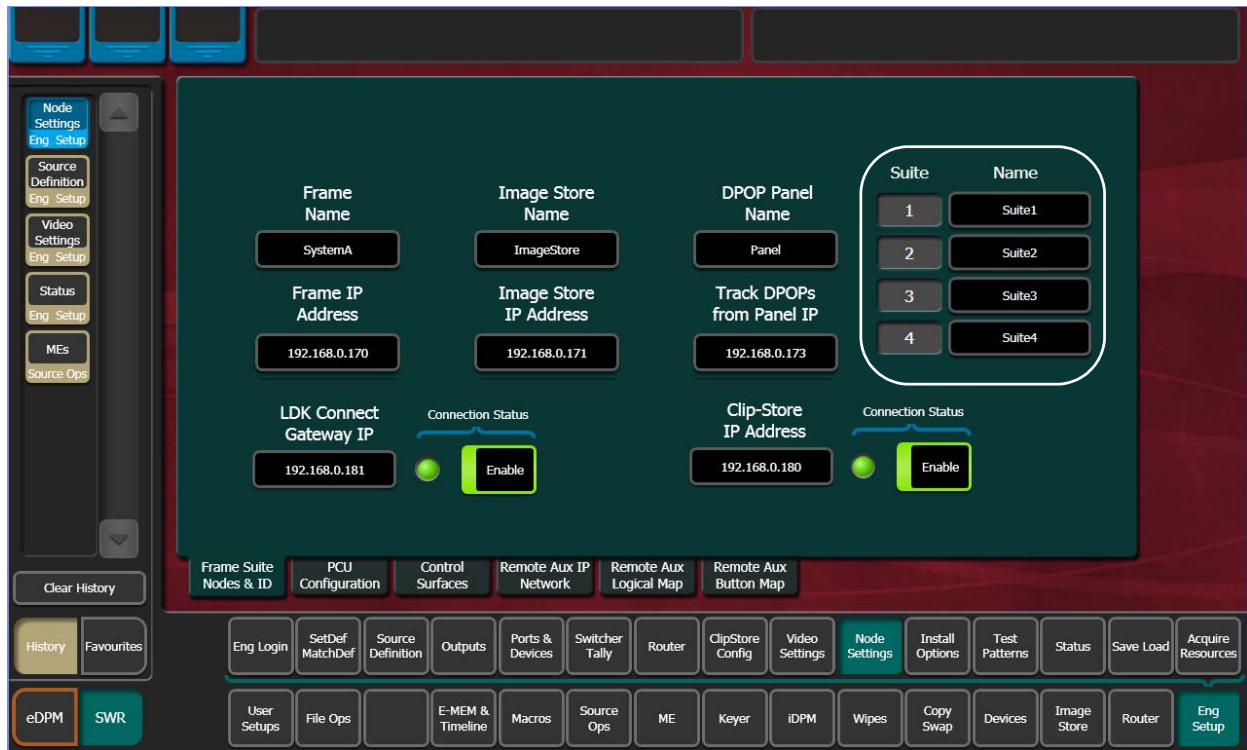 Node
Settings
Eng Setup
Source
Definition
Eng Setup
Video
Settings
Eng Setup
Status
Eng Setup
MEs
Source Ops
Clear History
History
Favourites
eDPM
SWR
Frame
Name
SystemA
Image Store
Name
ImageStore
DPOP Panel
Name
Panel
Suite
Name
1
Suite1
2
Suite2
3
Suite3
4
Suite4
Frame IP
Address
192.168.0.170
Image Store
IP Address
192.168.0.171
Track DPOPs
from Panel IP
192.168.0.173
LDK Connect
Gateway IP
192.168.0.181
Connection Status
Enable
Clip-Store
IP Address
192.168.0.180
Connection Status
Enable
Frame Suite
Nodes & ID
PCU
Configuration
Control
Surfaces
Remote Aux IP
Network
Remote Aux
Logical Map
Remote Aux
Button Map
Eng Login
SetDef
MatchDef
Source
Definition
Outputs
Ports &
Devices
Switcher
Tally
Router
ClipStore
Config
Video
Settings
Node
Settings
Install
Options
Test
Patterns
Status
Save Load
Acquire
Resources
User
Setups
File Ops
E-MEM &
Timeline
Macros
Source
Ops
ME
Keyer
iDPM
Wipes
Copy
Swap
Devices
Image
Store
Router
Eng
Setup